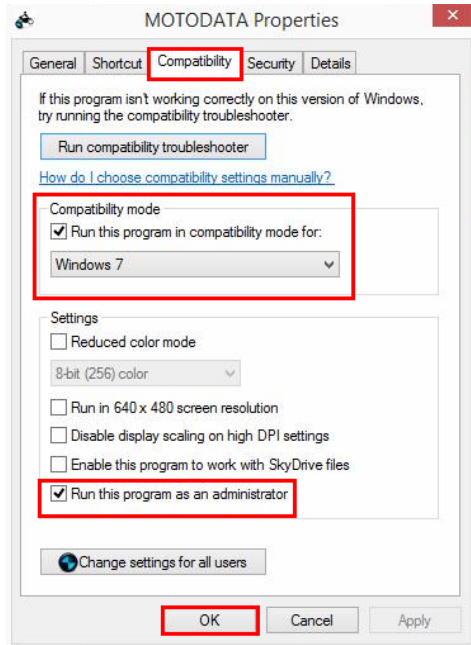 MOTODATA Properties
General Shortcut Compatibility Security Details
If this program isn't working correctly on this version of Windows,
try running the compatibility troubleshooter.
Run compatibility troubleshooter
How do I choose compatibility settings manually?
Compatibility mode
Run this program in compatibility mode for:
Windows 7
Settings
Reduced color mode
8-bit (256) color
Run in 640 x 480 screen resolution
Disable display scaling on high DPI settings
Enable this program to work with SkyDrive files
Run this program as an administrator
Change settings for all users
OK Cancel Apply